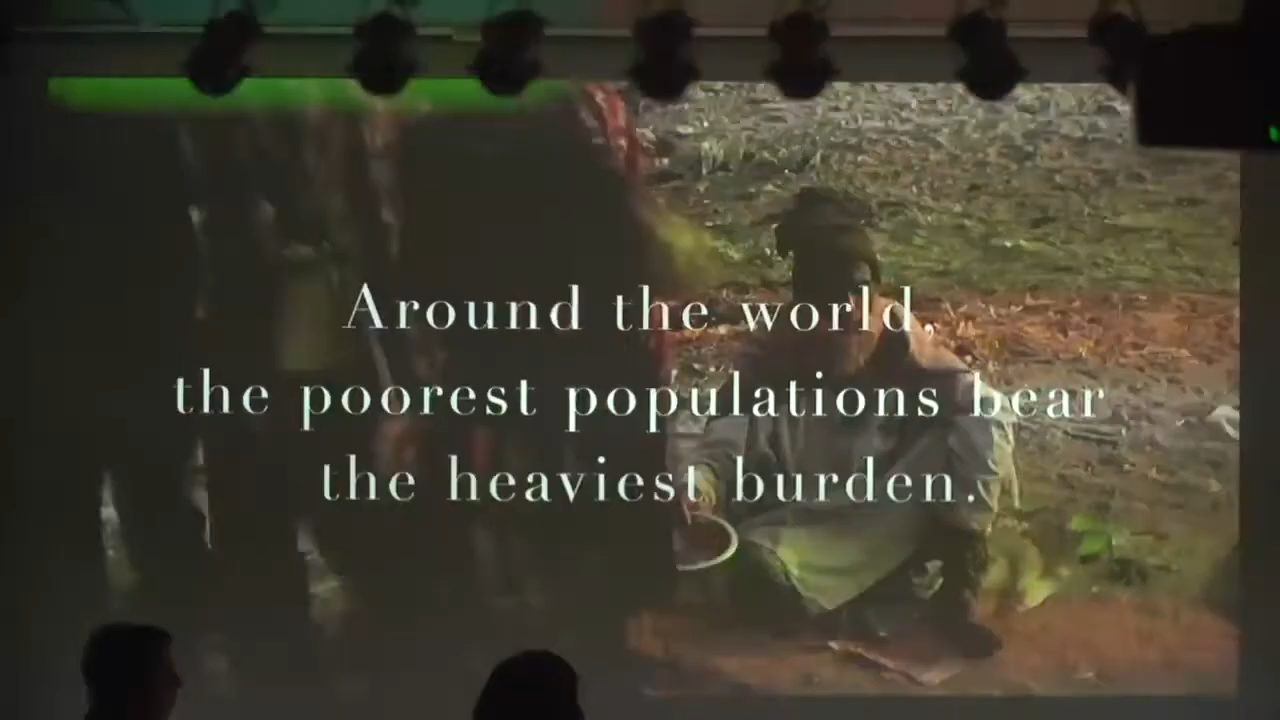 Around the world,
the poorest populations bear
the heaviest burden.